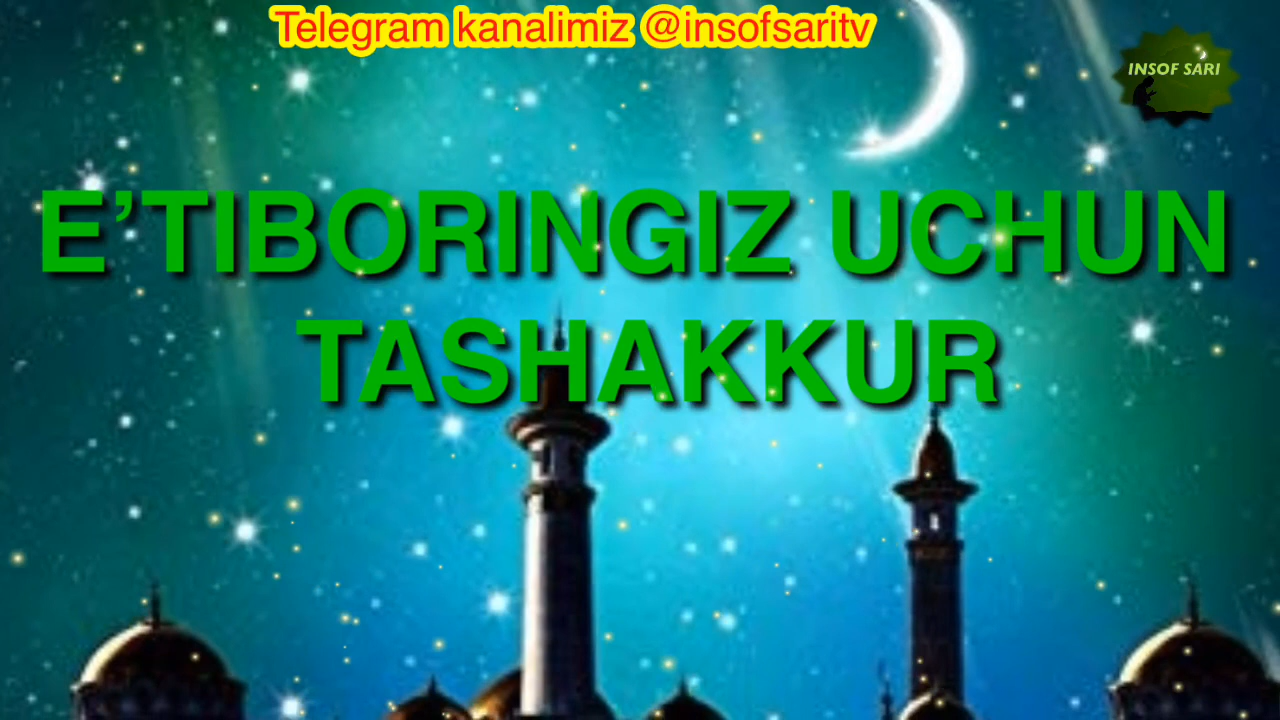 Telegram kanalimiz @insofsaritv
INSOF SARI
E’TIBORINGIZ UCHUN
TASHAKKUR